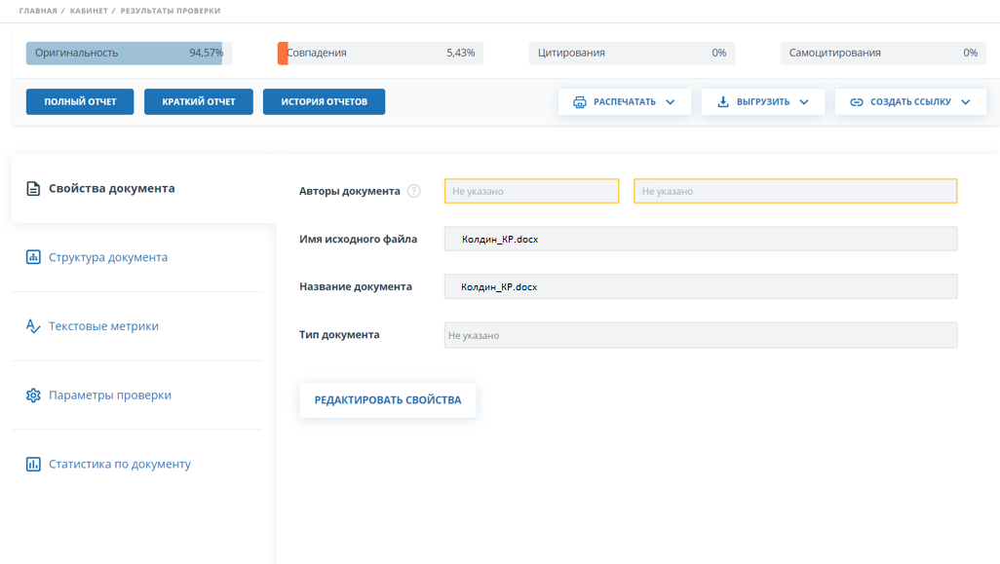 ГЛАВНАЯ / КАБИНЕТ / РЕЗУЛЬТАТЫ ПРОВЕРКИ
Оригинальность 94,57% Совпадения 5,43% Цитирования 0% Самоцитирования 0%
ПОЛНЫЙ ОТЧЕТ КРАТКИЙ ОТЧЕТ ИСТОРИЯ ОТЧЕТОВ РАСПЕЧАТАТЬ ВЫГРУЗИТЬ СОЗДАТЬ ССЫЛКУ
Свойства документа
Структура документа
Текстовые метрики
Параметры проверки
Статистика по документу
Авторы документа ? Не указано Не указано
Имя исходного файла Колдин_КР.docx
Название документа Колдин_КР.docx
Тип документа Не указано
РЕДАКТИРОВАТЬ СВОЙСТВА